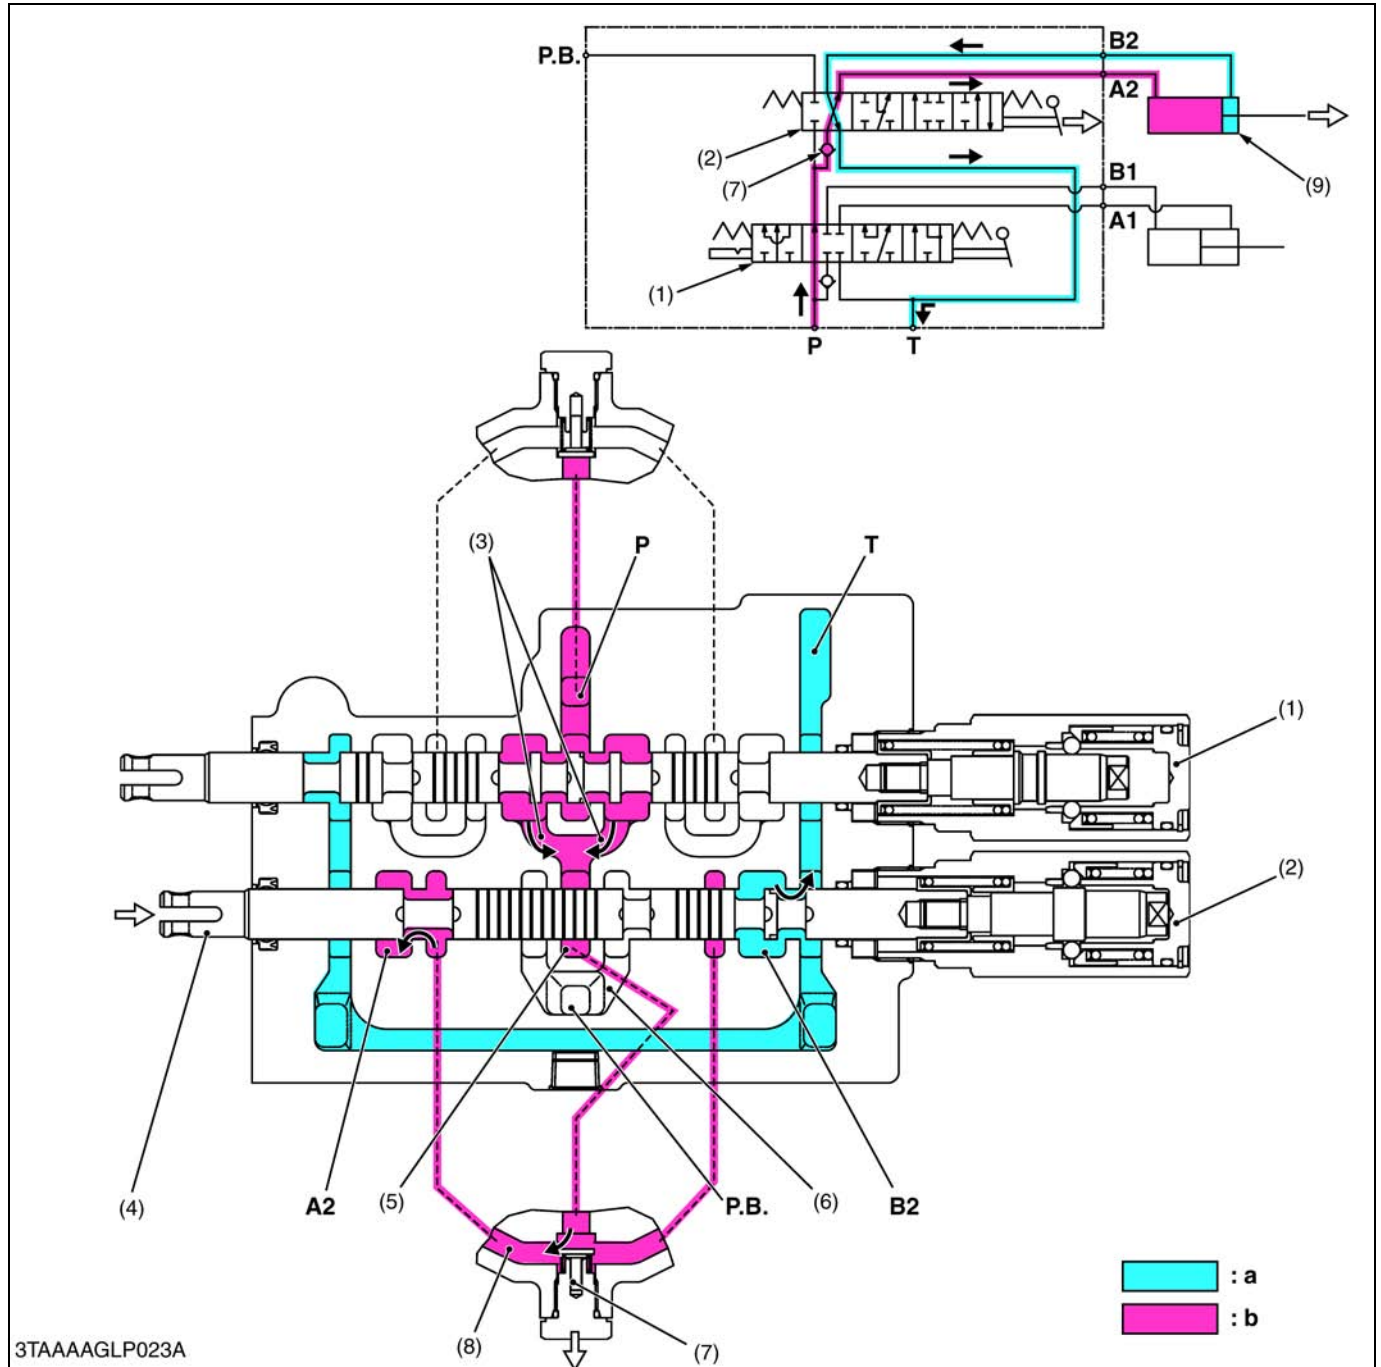 P.B.
B2
A2
(2)
(7)
(9)
B1
A1
(1)
P
T
(3)
P
T
(1)
(2)
(4)
A2
(5)
P.B.
(6)
B2
: a
: b
(8)
(7)
3TAAAAGLP023A